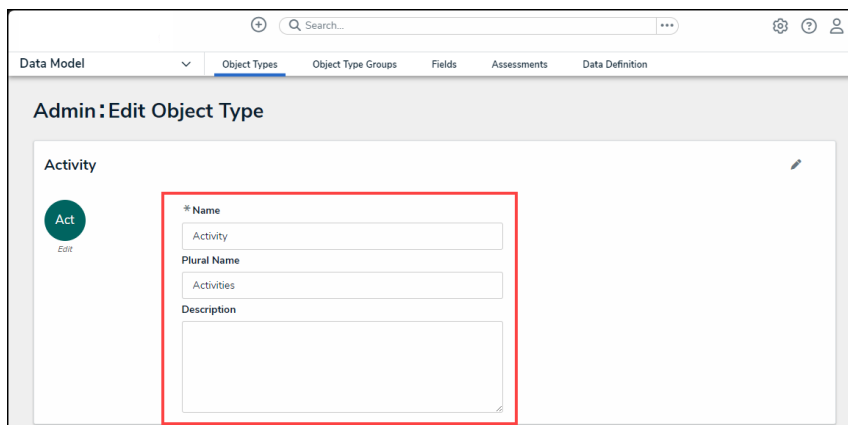 Search...
Data Model Object Types Object Type Groups Fields Assessments Data Definition
Admin:Edit Object Type
Activity
Act
Edit
*Name
Activity
Plural Name
Activities
Description